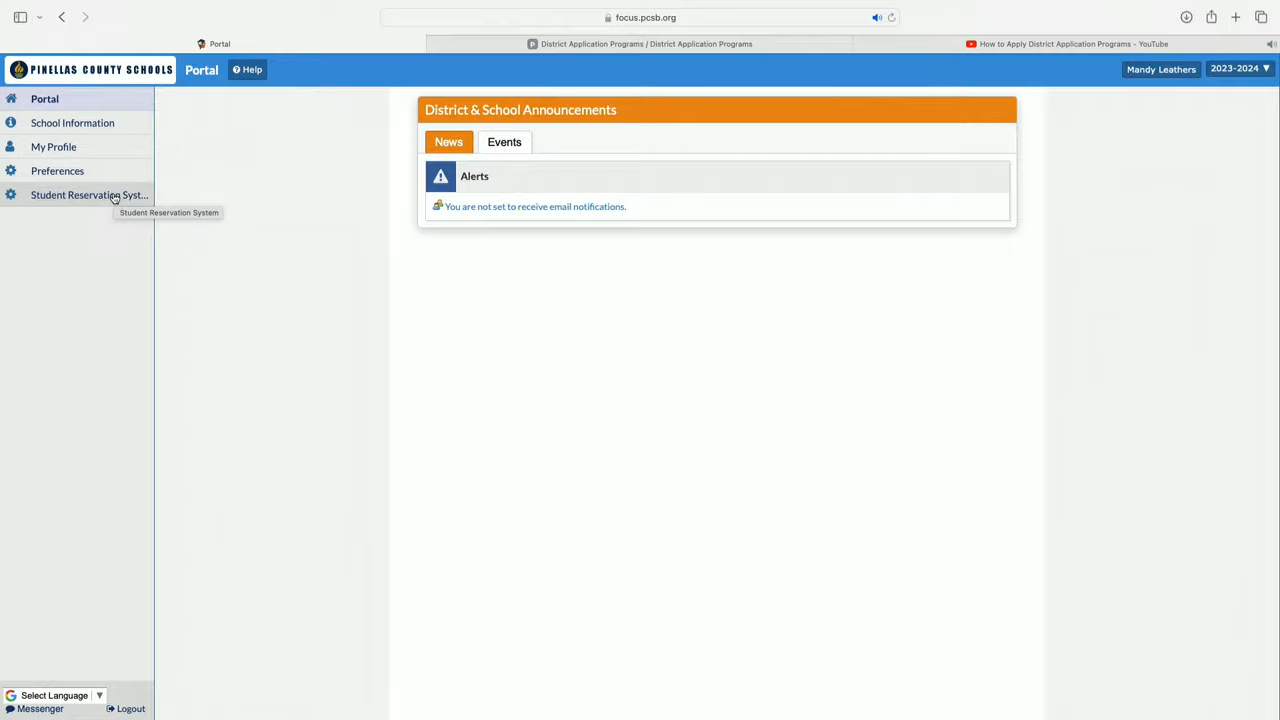 focus.pcsb.org
Portal
District Application Programs / District Application Programs
How to Apply District Application Programs - YouTube
PINELLAS COUNTY SCHOOLS
Portal
Help
Mandy Leathers
2023-2024
Portal
School Information
My Profile
Preferences
Student Reservation Syst...
Student Reservation System
District & School Announcements
News
Events
Alerts
You are not set to receive email notifications.
Select Language
Messenger
Logout